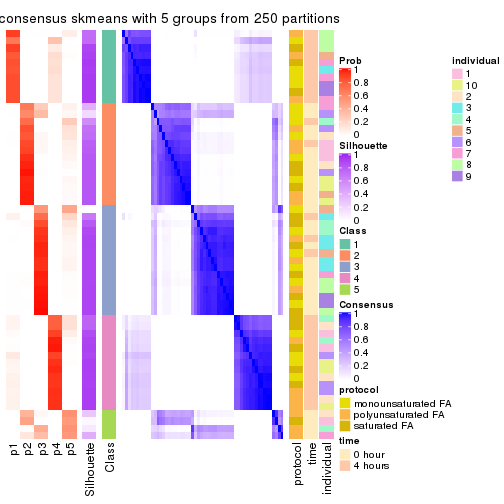 consensus skmeans with 5 groups from 250 partitions
Prob
1
0.8
0.6
0.4
0.2
0
Silhouette
1
0.8
0.6
0.4
0.2
0
Class
1
2
3
4
5
Consensus
1
0.8
0.6
0.4
0.2
0
protocol
monounsaturated FA
polyunsaturated FA
saturated FA
time
0 hour
4 hours
individual
1
10
2
3
4
5
6
7
8
9
p1
p2
p3
p4
p5
Silhouette
Class
protocol
time
individual